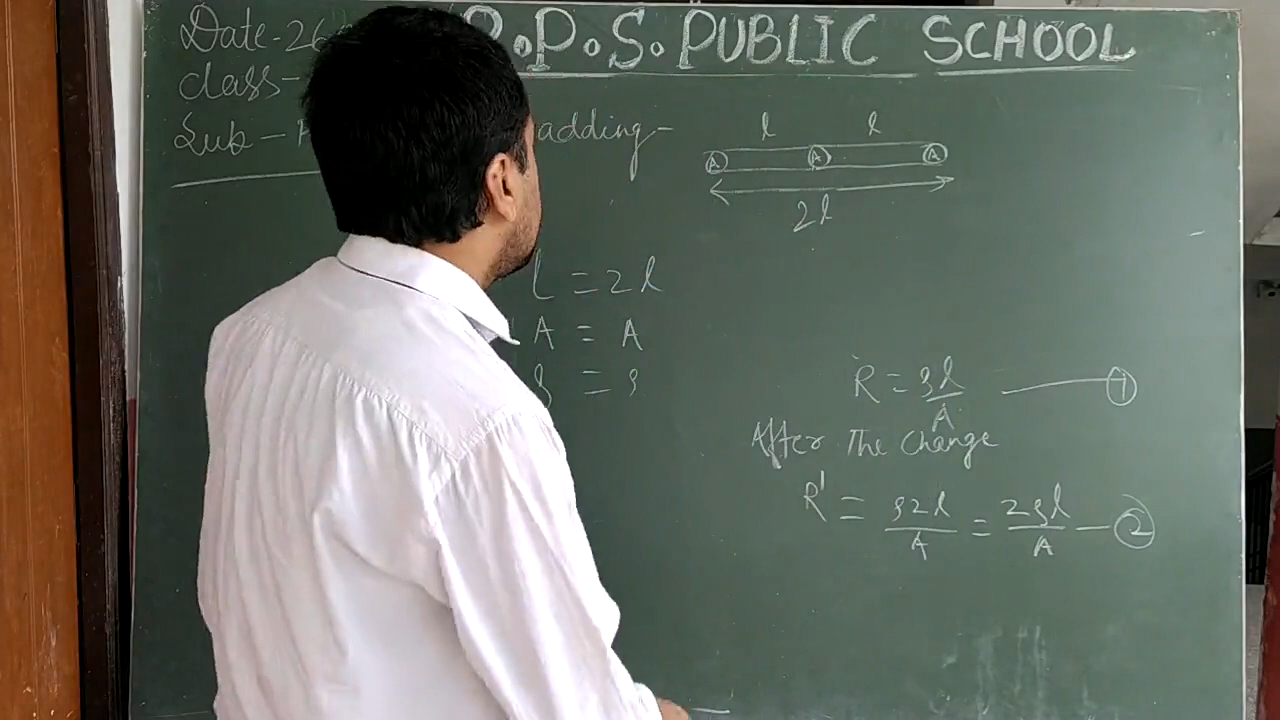 Date-26
P.S. PUBLIC SCHOOL
class-
Sub -
adding-
l l
A A A
2l
l = 2l
A = A
ρ = ρ
R = ρl/A — 1
After The Change
R' = ρ2l/A = 2ρl/A — 2